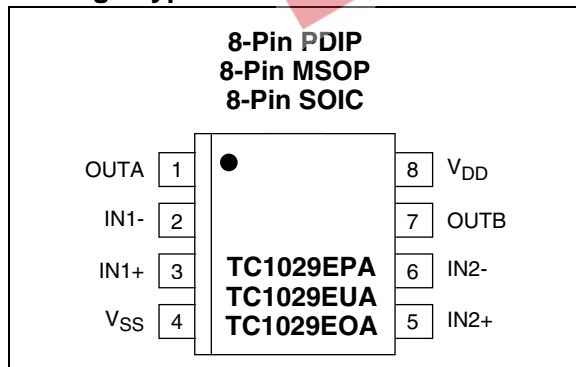 8-Pin PDIP
8-Pin MSOP
8-Pin SOIC
OUTA 1 8 VDD
IN1- 2 7 OUTB
IN1+ 3 TC1029EPA 6 IN2-
TC1029EUA
VSS 4 TC1029EOA 5 IN2+